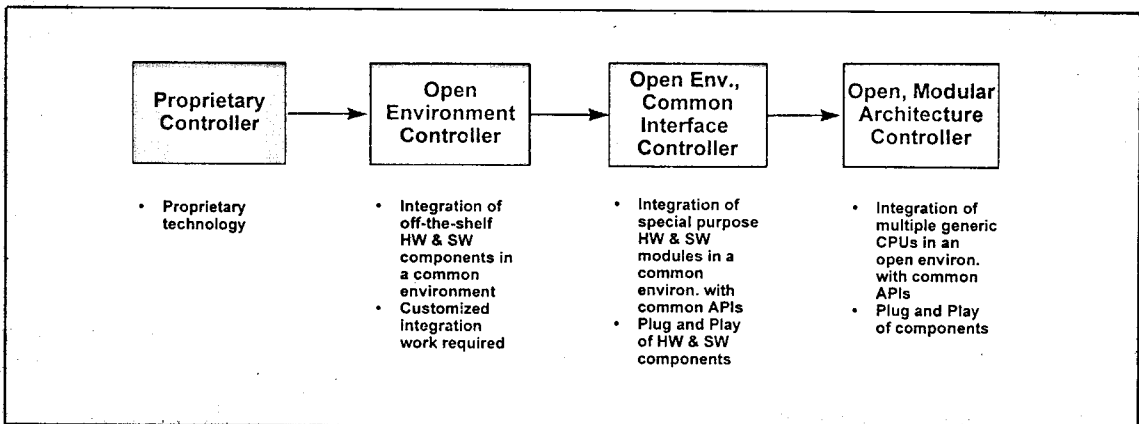 Proprietary
Controller
Open
Environment
Controller
Open Env.,
Common
Interface
Controller
Open, Modular
Architecture
Controller
• Proprietary
technology
• Integration of
off-the-shelf
HW & SW
components in
a common
environment
• Customized
integration
work required
• Integration of
special purpose
HW & SW
modules in a
common
environ. with
common APIs
• Plug and Play
of HW & SW
components
• Integration of
multiple generic
CPUs in an
open environ.
with common
APIs
• Plug and Play
of components